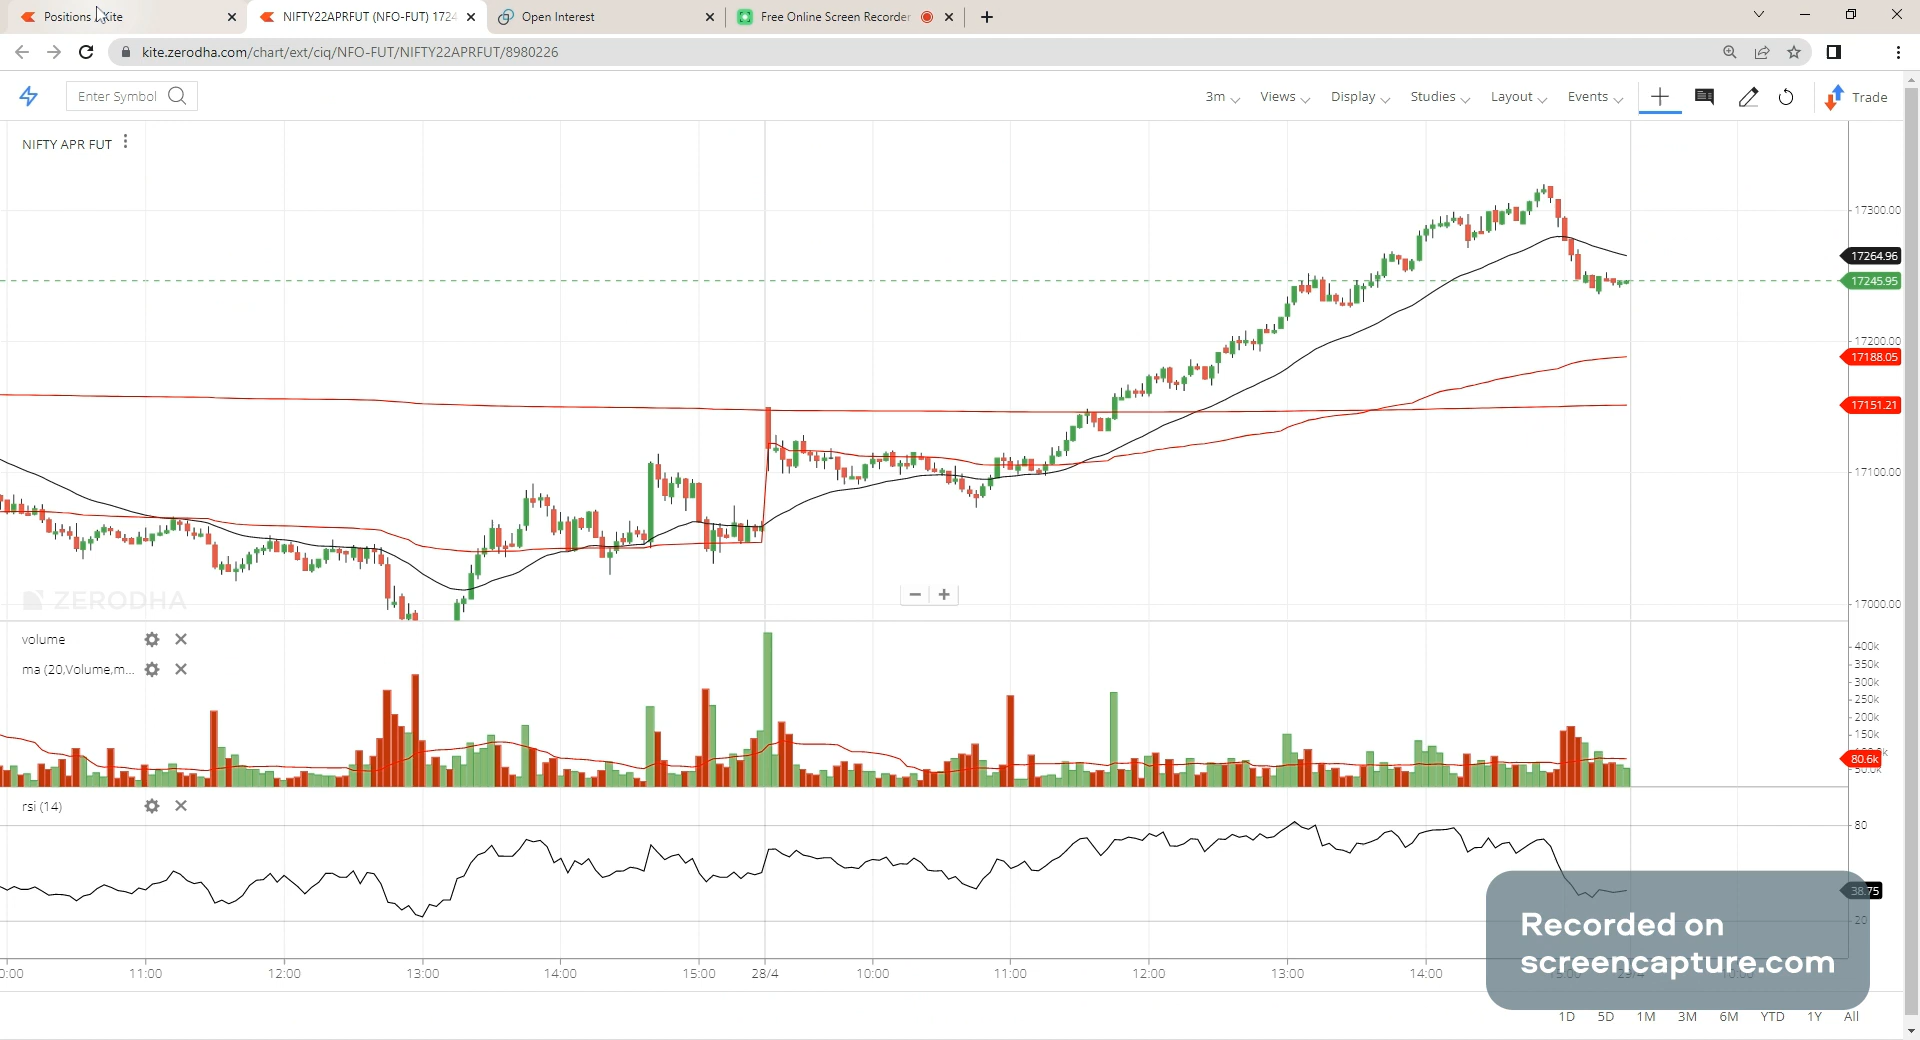 Positions Kite
NIFTY22APRFUT (NFO-FUT) 1724
Open Interest
Free Online Screen Recorder
kite.zerodha.com/chart/ext/ciq/NFO-FUT/NIFTY22APRFUT/8980226
Enter Symbol
3m
Views
Display
Studies
Layout
Events
Trade
NIFTY APR FUT
17300.00
17264.96
17245.95
17200.00
17188.05
17151.21
17100.00
17000.00
ZERODHA
volume
ma (20,Volume,m...
400k
350k
300k
250k
200k
150k
80.6k
50.0k
rsi (14)
80
38.75
20
Recorded on
screencapture.com
0:00 11:00 12:00 13:00 14:00 15:00 28/4 10:00 11:00 12:00 13:00 14:00
1D 5D 1M 3M 6M YTD 1Y All